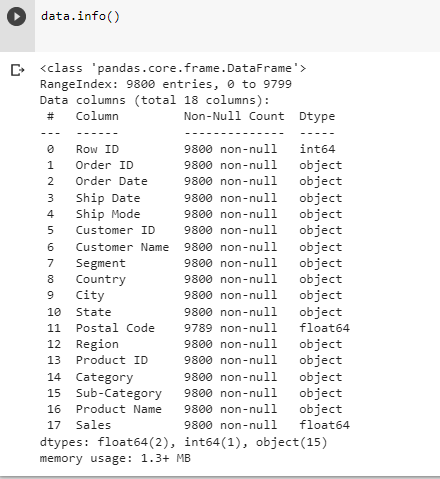 data.info()
<class 'pandas.core.frame.DataFrame'>
RangeIndex: 9800 entries, 0 to 9799
Data columns (total 18 columns):
 #   Column         Non-Null Count  Dtype
---  ------         --------------  -----
 0   Row ID         9800 non-null   int64
 1   Order ID       9800 non-null   object
 2   Order Date     9800 non-null   object
 3   Ship Date      9800 non-null   object
 4   Ship Mode      9800 non-null   object
 5   Customer ID    9800 non-null   object
 6   Customer Name  9800 non-null   object
 7   Segment        9800 non-null   object
 8   Country        9800 non-null   object
 9   City           9800 non-null   object
 10  State          9800 non-null   object
 11  Postal Code    9789 non-null   float64
 12  Region         9800 non-null   object
 13  Product ID     9800 non-null   object
 14  Category       9800 non-null   object
 15  Sub-Category   9800 non-null   object
 16  Product Name   9800 non-null   object
 17  Sales          9800 non-null   float64
dtypes: float64(2), int64(1), object(15)
memory usage: 1.3+ MB